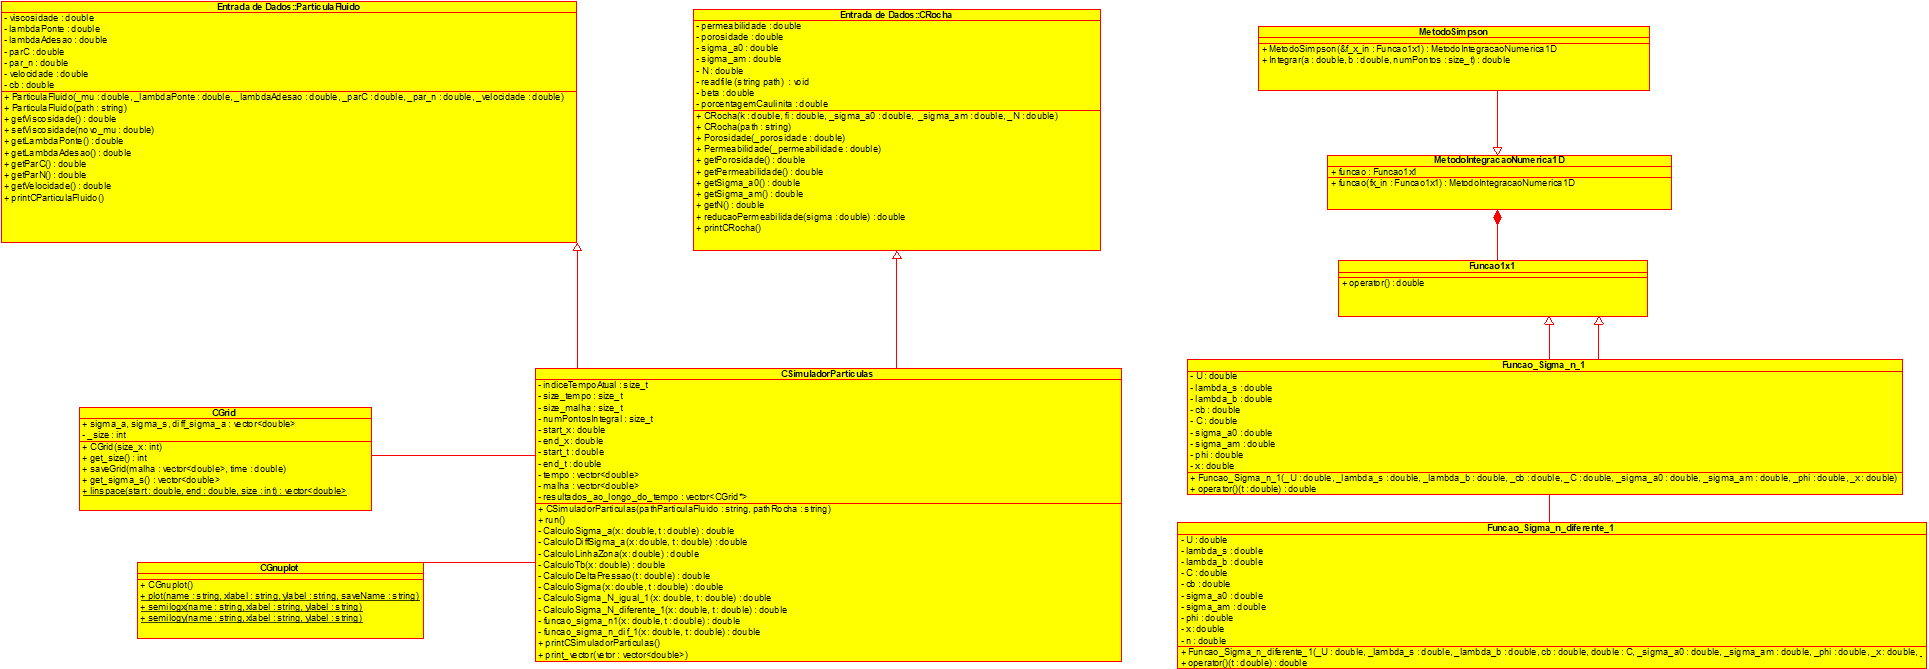 Entrada de Dados::ParticulaFluido
- viscosidade : double
- lambdaPonte : double
- lambdaAdesao : double
- parC : double
- par_n : double
- velocidade : double
- cb : double
+ ParticulaFluido(_mu : double, _lambdaPonte : double, _lambdaAdesao : double, _parC : double, _par_n : double, _velocidade : double)
+ ParticulaFluido(path : string)
+ getViscosidade() : double
+ setViscosidade(novo_mu : double)
+ getLambdaPonte() : double
+ getLambdaAdesao() : double
+ getParC() : double
+ getParN() : double
+ getVelocidade() : double
+ printCParticulaFluido()
Entrada de Dados::CRocha
- permeabilidade : double
- porosidade : double
- sigma_a0 : double
- sigma_am : double
- N : double
- readfile (string path) : void
- beta : double
- porcentagemCaulinita : double
+ CRocha(k : double, fi : double, _sigma_a0 : double, _sigma_am : double, _N : double)
+ CRocha(path : string)
+ Porosidade(_porosidade : double)
+ Permeabilidade(_permeabilidade : double)
+ getPorosidade() : double
+ getPermeabilidade() : double
+ getSigma_a0() : double
+ getSigma_am() : double
+ getN() : double
+ reducaoPermeabilidade(sigma : double) : double
+ printCRocha()
MetodoSimpson
+ MetodoSimpson(&f_x_in : Funcao1x1) : MetodoIntegracaoNumerica1D
+ Integrar(a : double, b : double, numPontos : size_t) : double
MetodoIntegracaoNumerica1D
+ funcao : Funcao1x1
+ funcao(fx_in : Funcao1x1) : MetodoIntegracaoNumerica1D
Funcao1x1
+ operator() : double
CSimuladorParticulas
- indiceTempoAtual : size_t
- size_tempo : size_t
- size_malha : size_t
- numPontosIntegral : size_t
- start_x : double
- end_x : double
- start_t : double
- end_t : double
- tempo : vector<double>
- malha : vector<double>
- resultados_ao_longo_do_tempo : vector<CGrid*>
+ CSimuladorParticulas(pathParticulaFluido : string, pathRocha : string)
+ run()
- CalculoSigma_a(x : double, t : double) : double
- CalculoDiffSigma_a(x : double, t : double) : double
- CalculoLinhaZona(x : double) : double
- CalculoTb(x : double) : double
- CalculoDeltaPressao(t : double) : double
- CalculoSigma(x : double, t : double) : double
- CalculoSigma_N_igual_1(x : double, t : double) : double
- CalculoSigma_N_diferente_1(x : double, t : double) : double
- funcao_sigma_n1(x : double, t : double) : double
- funcao_sigma_n_dif_1(x : double, t : double) : double
+ printCSimuladorParticulas()
+ print_vector(vetor : vector<double>)
CGrid
+ sigma_a, sigma_s, diff_sigma_a : vector<double>
- _size : int
+ CGrid(size_x : int)
+ get_size() : int
+ saveGrid(malha : vector<double>, time : double)
+ get_sigma_s() : vector<double>
+ linspace(start : double, end : double, size : int) : vector<double>
CGnuplot
+ CGnuplot()
+ plot(name : string, xlabel : string, ylabel : string, saveName : string)
+ semilogx(name : string, xlabel : string, ylabel : string)
+ semilogy(name : string, xlabel : string, ylabel : string)
Funcao_Sigma_n_1
- U : double
- lambda_s : double
- lambda_b : double
- cb : double
- C : double
- sigma_a0 : double
- sigma_am : double
- phi : double
- x : double
+ Funcao_Sigma_n_1(_U : double, _lambda_s : double, _lambda_b : double, _cb : double, _C : double, _sigma_a0 : double, _sigma_am : double, _phi : double, _x : double)
+ operator()(t : double) : double
Funcao_Sigma_n_diferente_1
- U : double
- lambda_s : double
- lambda_b : double
- C : double
- cb : double
- sigma_a0 : double
- sigma_am : double
- phi : double
- x : double
- n : double
+ Funcao_Sigma_n_diferente_1(_U : double, _lambda_s : double, _lambda_b : double, cb : double, double : C, _sigma_a0 : double, _sigma_am : double, _phi : double, _x : double, _
+ operator()(t : double) : double